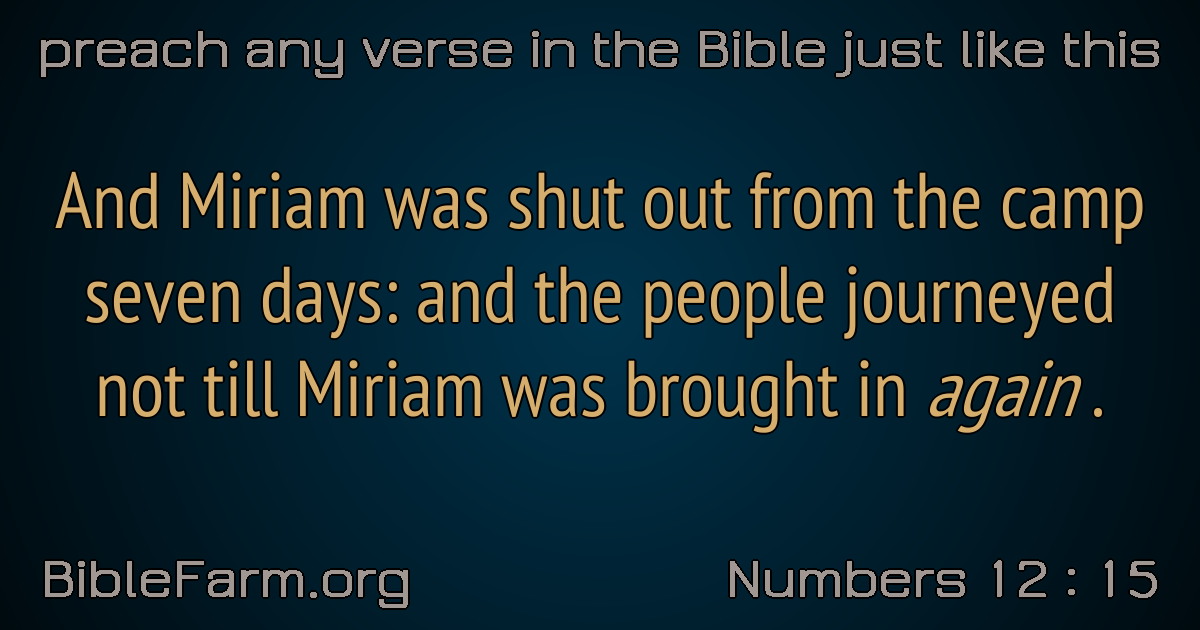 preach any verse in the Bible just like this
And Miriam was shut out from the camp
seven days: and the people journeyed
not till Miriam was brought in again .
BibleFarm.org
Numbers 12 : 15